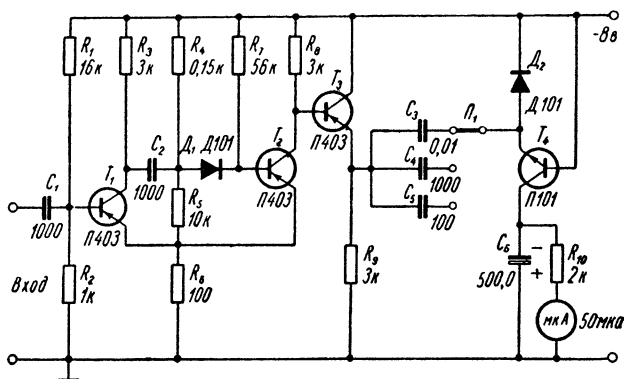 -8в
R₁
16к
R₃
3к
R₄
0,15к
R₇
56к
R₈
3к
T₃
П403
Д₂
Д101
C₃
0,01
П₁
C₂
1000
Д₁ Д101
T₂
П403
T₄
П101
C₄
1000
C₅
100
C₁
1000
T₁
П403
R₅
10к
R₉
3к
C₆
500,0
- +
R₁₀
2к
Вход
R₂
1к
R₆
100
мкА
50мка